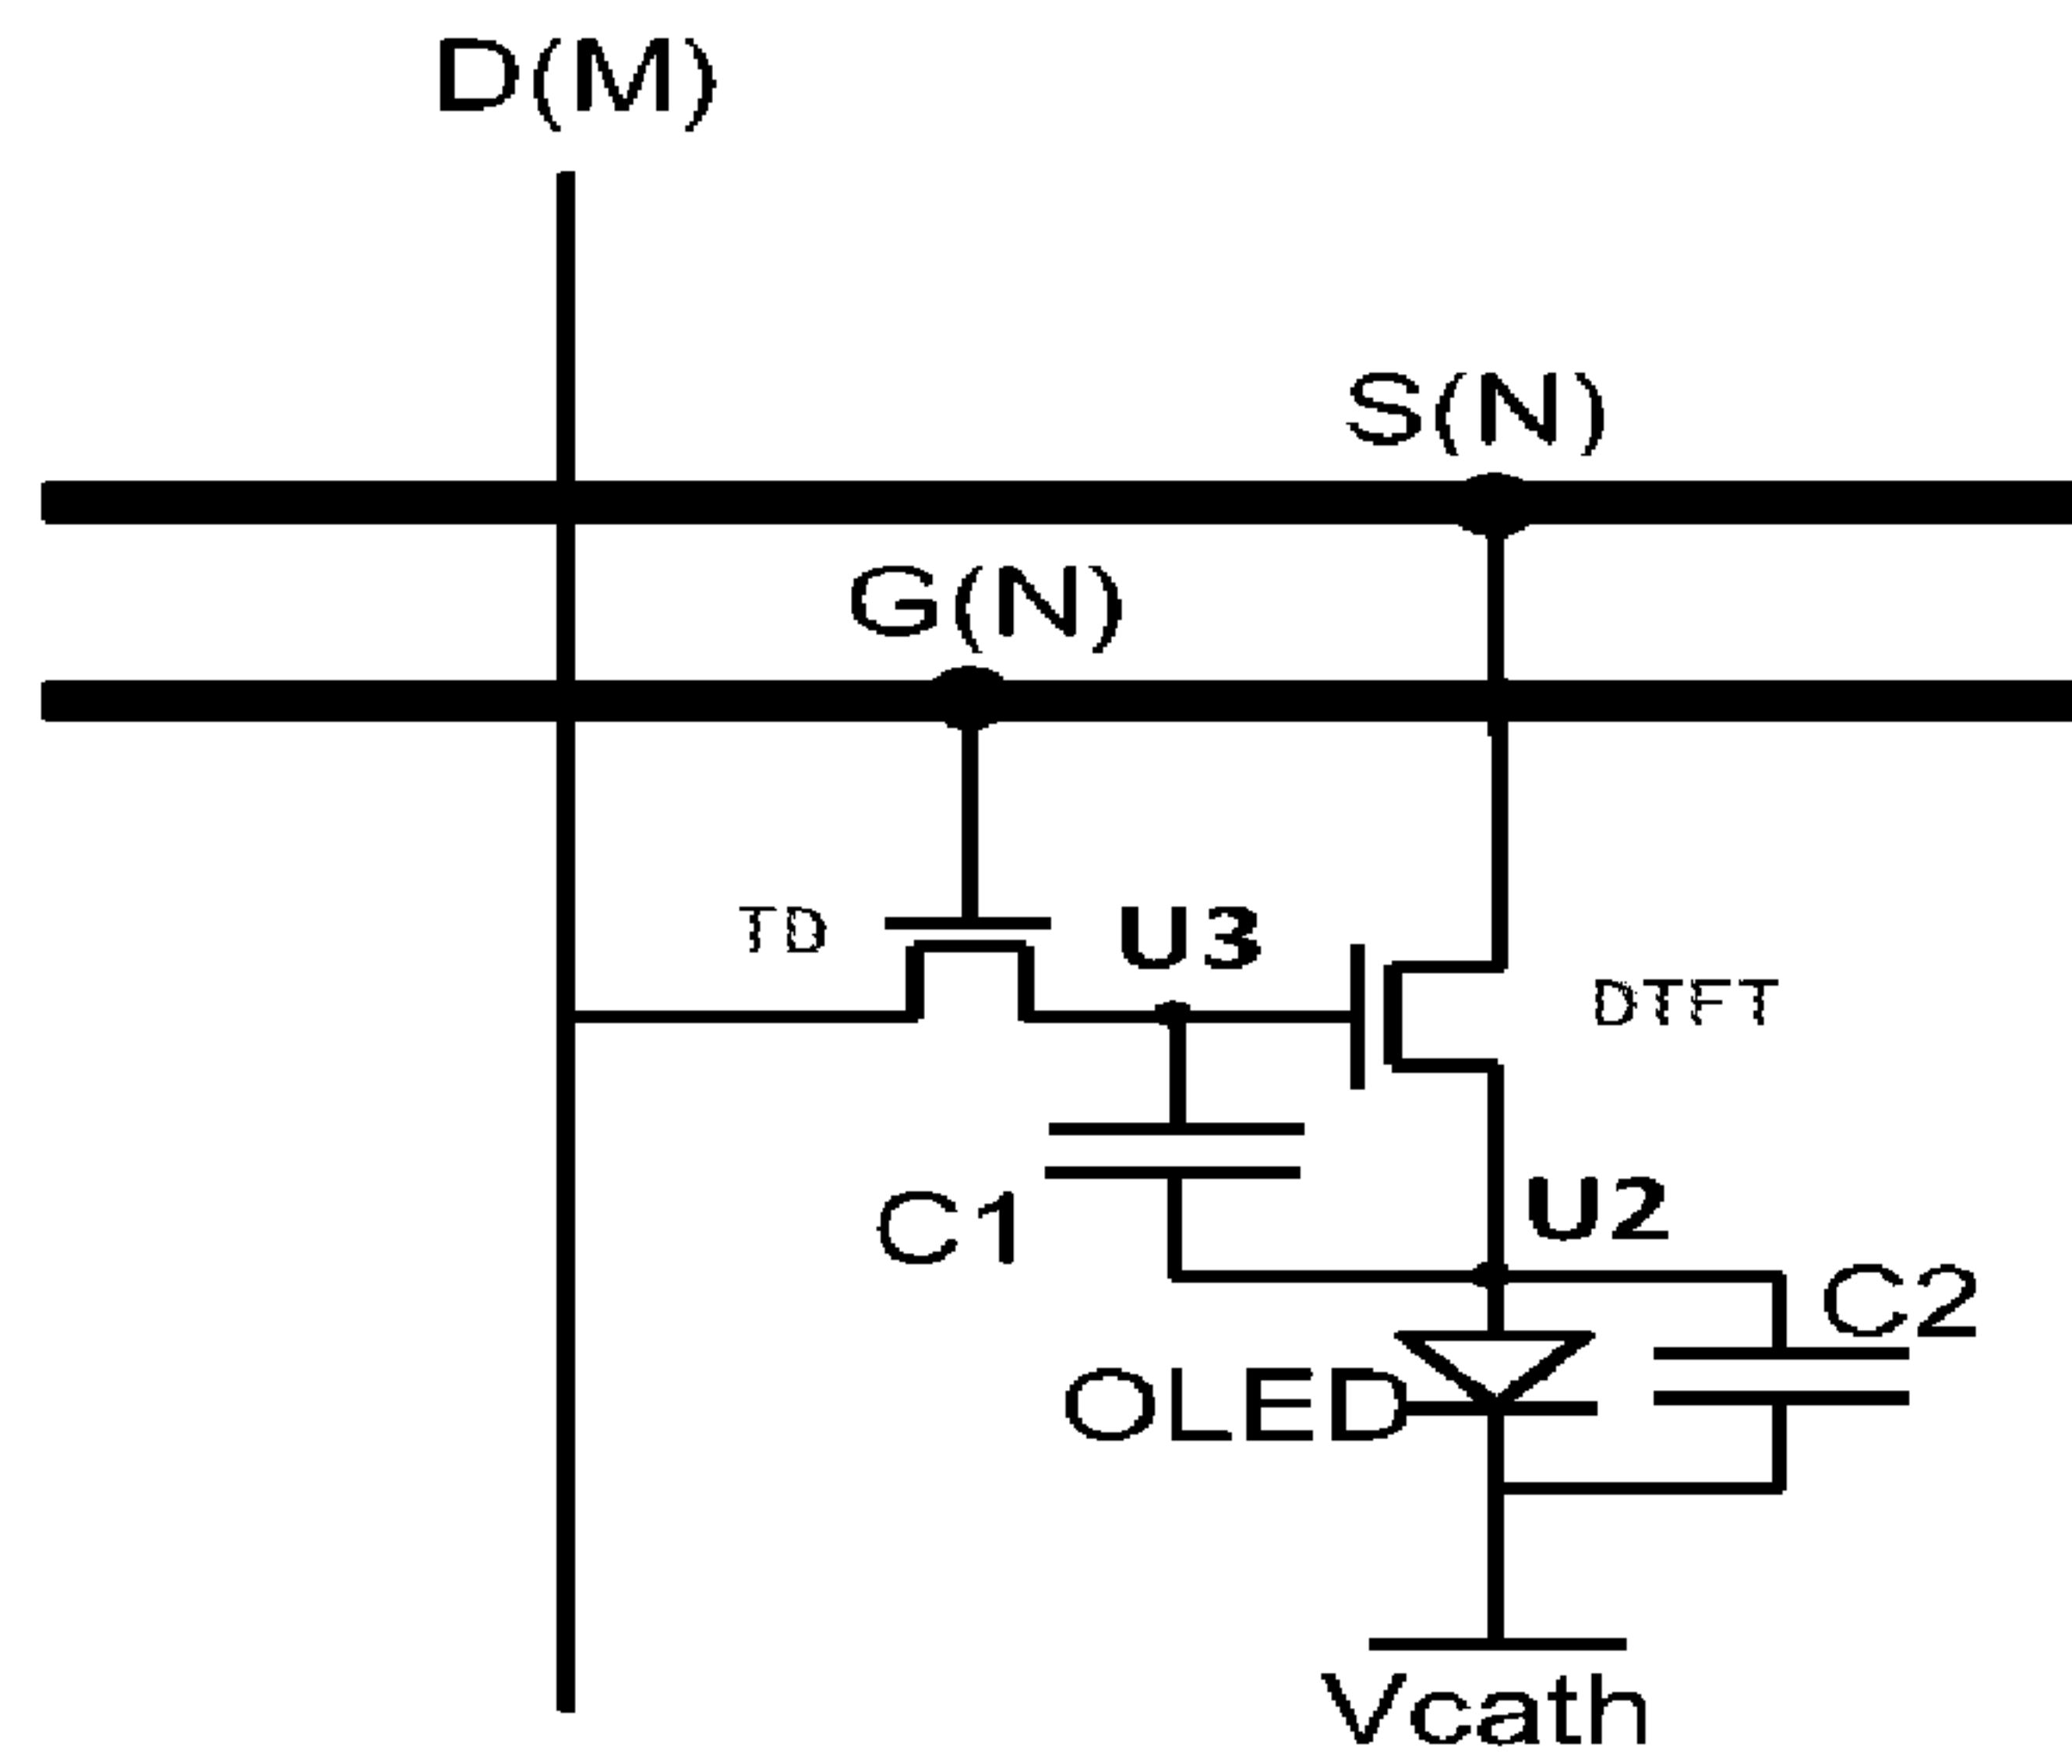 D(M)
S(N)
G(N)
TD
U3
DTFT
C1
U2
C2
OLED
Vcath